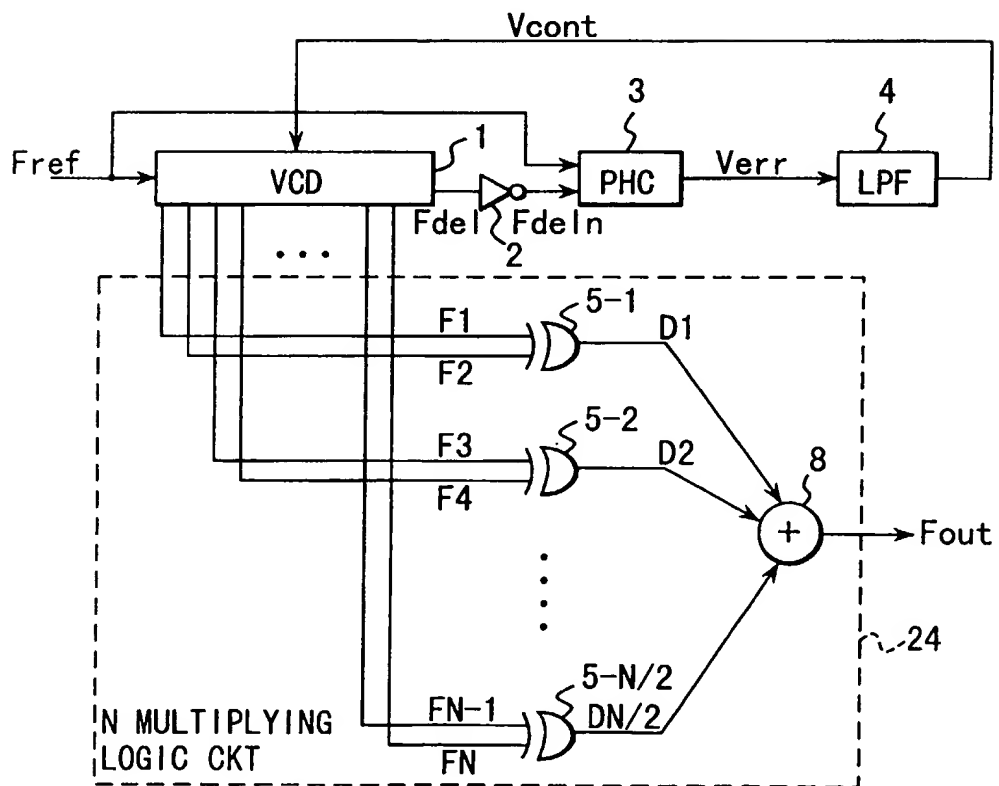 Vcont
3
4
1
Fref
VCD
PHC
Verr
LPF
Fdel
Fdeln
2
5-1
F1
D1
F2
5-2
F3
D2
F4
8
+
Fout
24
5-N/2
FN-1
DN/2
FN
N MULTIPLYING
LOGIC CKT